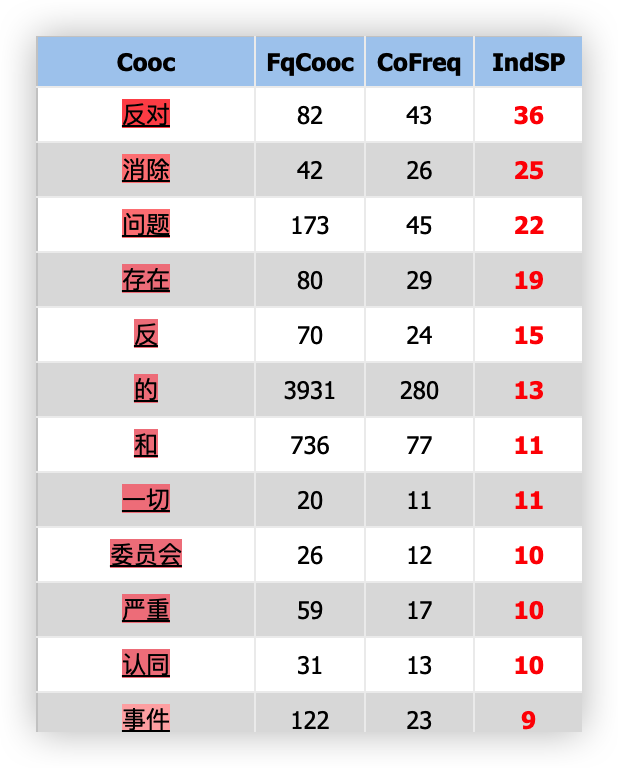 Cooc FqCooc CoFreq IndSP
反对 82 43 36
消除 42 26 25
问题 173 45 22
存在 80 29 19
反 70 24 15
的 3931 280 13
和 736 77 11
一切 20 11 11
委员会 26 12 10
严重 59 17 10
认同 31 13 10
事件 122 23 9